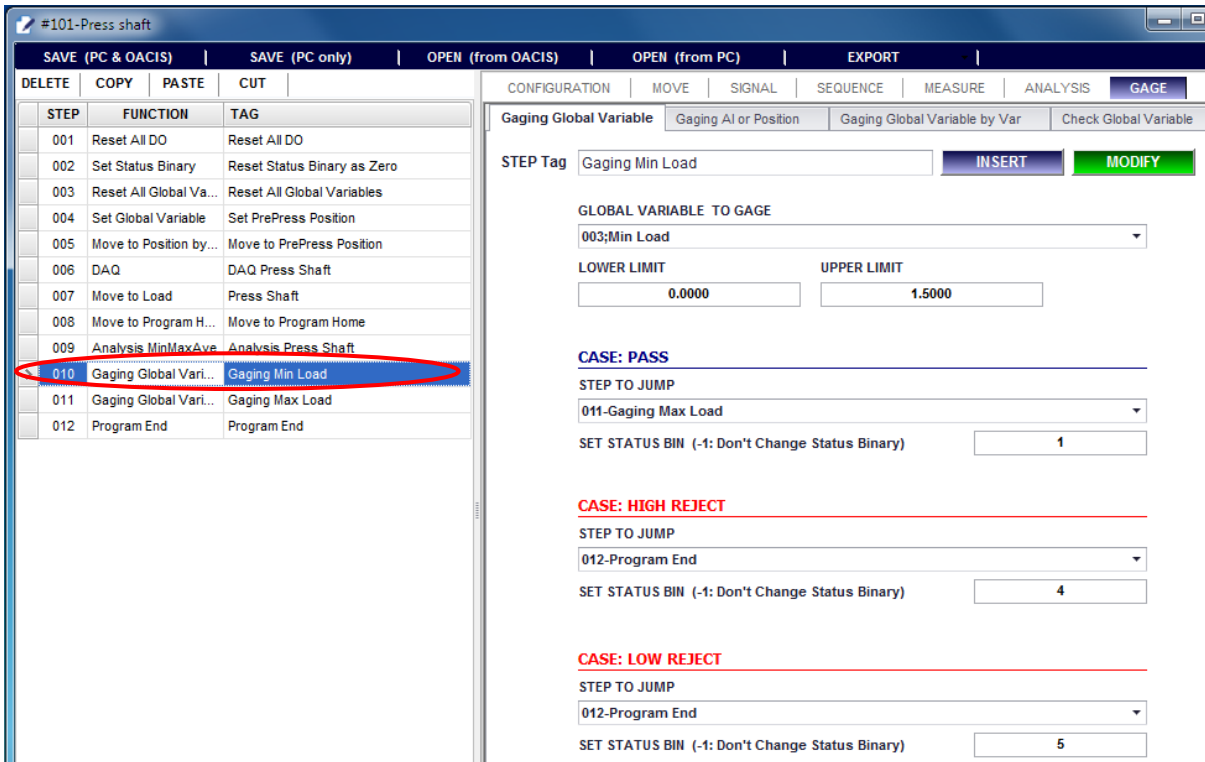 #101-Press shaft
SAVE (PC & OACIS) | SAVE (PC only) | OPEN (from OACIS) | OPEN (from PC) | EXPORT |
DELETE | COPY | PASTE | CUT |
CONFIGURATION | MOVE | SIGNAL | SEQUENCE | MEASURE | ANALYSIS GAGE
STEP FUNCTION TAG
001 Reset All DO Reset All DO
002 Set Status Binary Reset Status Binary as Zero
003 Reset All Global Va... Reset All Global Variables
004 Set Global Variable Set PrePress Position
005 Move to Position by... Move to PrePress Position
006 DAQ DAQ Press Shaft
007 Move to Load Press Shaft
008 Move to Program H... Move to Program Home
009 Analysis MinMaxAve Analysis Press Shaft
010 Gaging Global Vari... Gaging Min Load
011 Gaging Global Vari... Gaging Max Load
012 Program End Program End
Gaging Global Variable Gaging AI or Position Gaging Global Variable by Var Check Global Variable
STEP Tag Gaging Min Load INSERT MODIFY
GLOBAL VARIABLE TO GAGE
003;Min Load
LOWER LIMIT UPPER LIMIT
0.0000 1.5000
CASE: PASS
STEP TO JUMP
011-Gaging Max Load
SET STATUS BIN (-1: Don't Change Status Binary) 1
CASE: HIGH REJECT
STEP TO JUMP
012-Program End
SET STATUS BIN (-1: Don't Change Status Binary) 4
CASE: LOW REJECT
STEP TO JUMP
012-Program End
SET STATUS BIN (-1: Don't Change Status Binary) 5